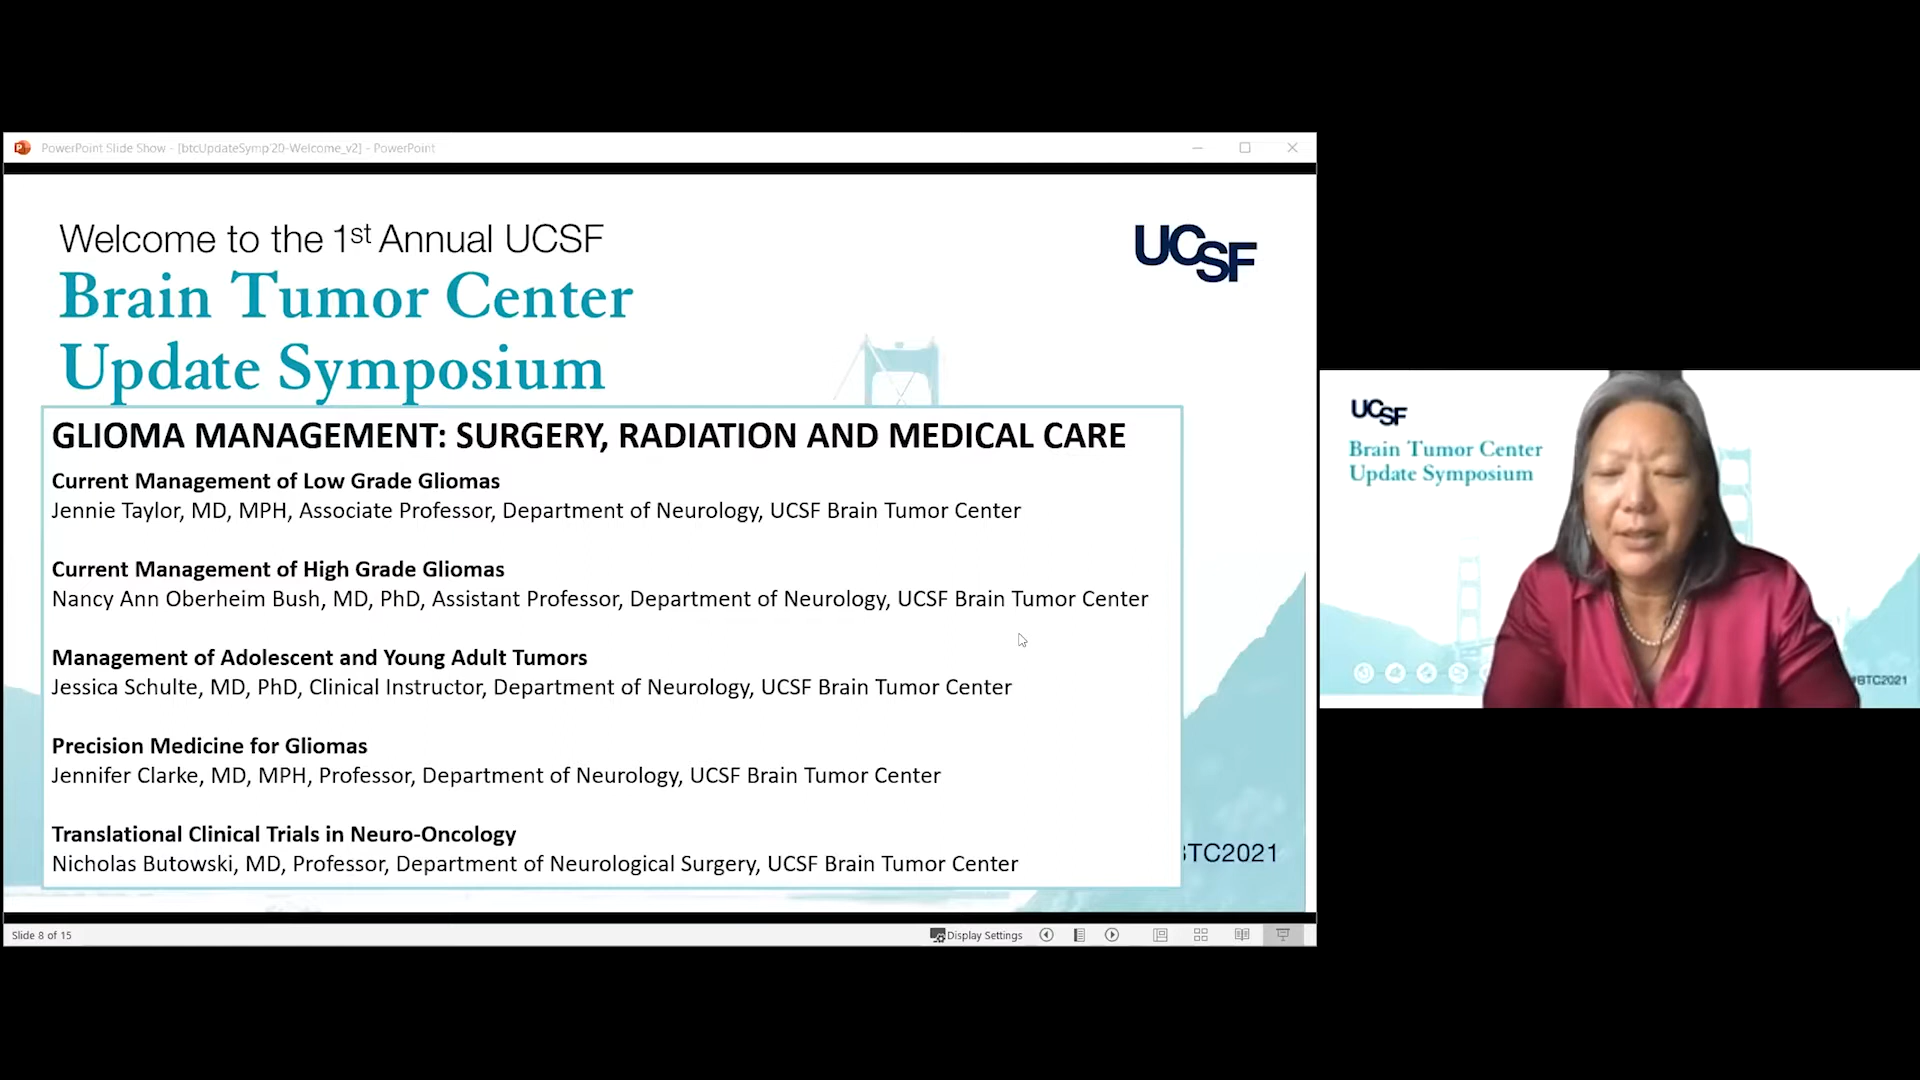 PowerPoint Slide Show - [btcUpdateSymp'20-Welcome_v2] - PowerPoint
Welcome to the 1st Annual UCSF
Brain Tumor Center
Update Symposium
UCSF
GLIOMA MANAGEMENT: SURGERY, RADIATION AND MEDICAL CARE
Current Management of Low Grade Gliomas
Jennie Taylor, MD, MPH, Associate Professor, Department of Neurology, UCSF Brain Tumor Center
Current Management of High Grade Gliomas
Nancy Ann Oberheim Bush, MD, PhD, Assistant Professor, Department of Neurology, UCSF Brain Tumor Center
Management of Adolescent and Young Adult Tumors
Jessica Schulte, MD, PhD, Clinical Instructor, Department of Neurology, UCSF Brain Tumor Center
Precision Medicine for Gliomas
Jennifer Clarke, MD, MPH, Professor, Department of Neurology, UCSF Brain Tumor Center
Translational Clinical Trials in Neuro-Oncology
Nicholas Butowski, MD, Professor, Department of Neurological Surgery, UCSF Brain Tumor Center
TC2021
Slide 8 of 15
Display Settings
UCSF
Brain Tumor Center
Update Symposium
#BTC2021